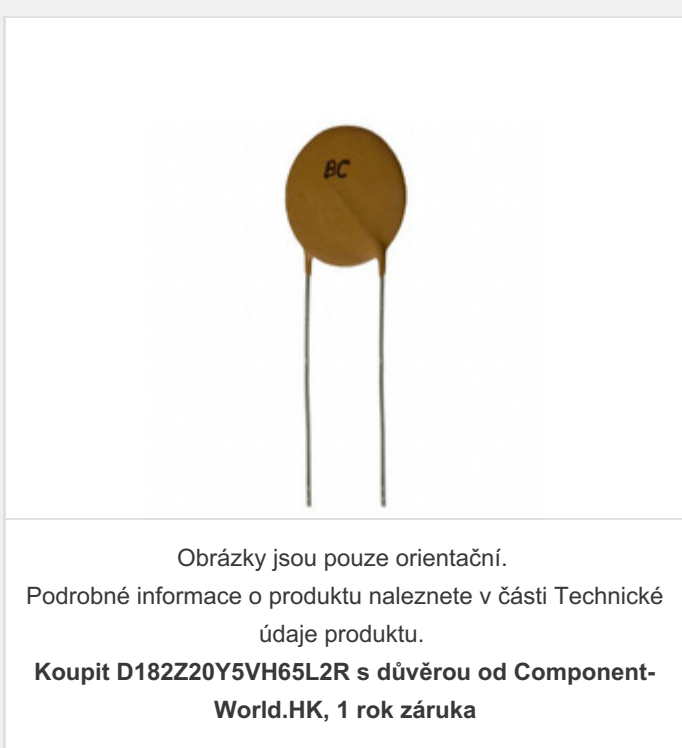 BC
Obrázky jsou pouze orientační.
Podrobné informace o produktu naleznete v části Technické
údaje produktu.
Koupit D182Z20Y5VH65L2R s důvěrou od Component-
World.HK, 1 rok záruka